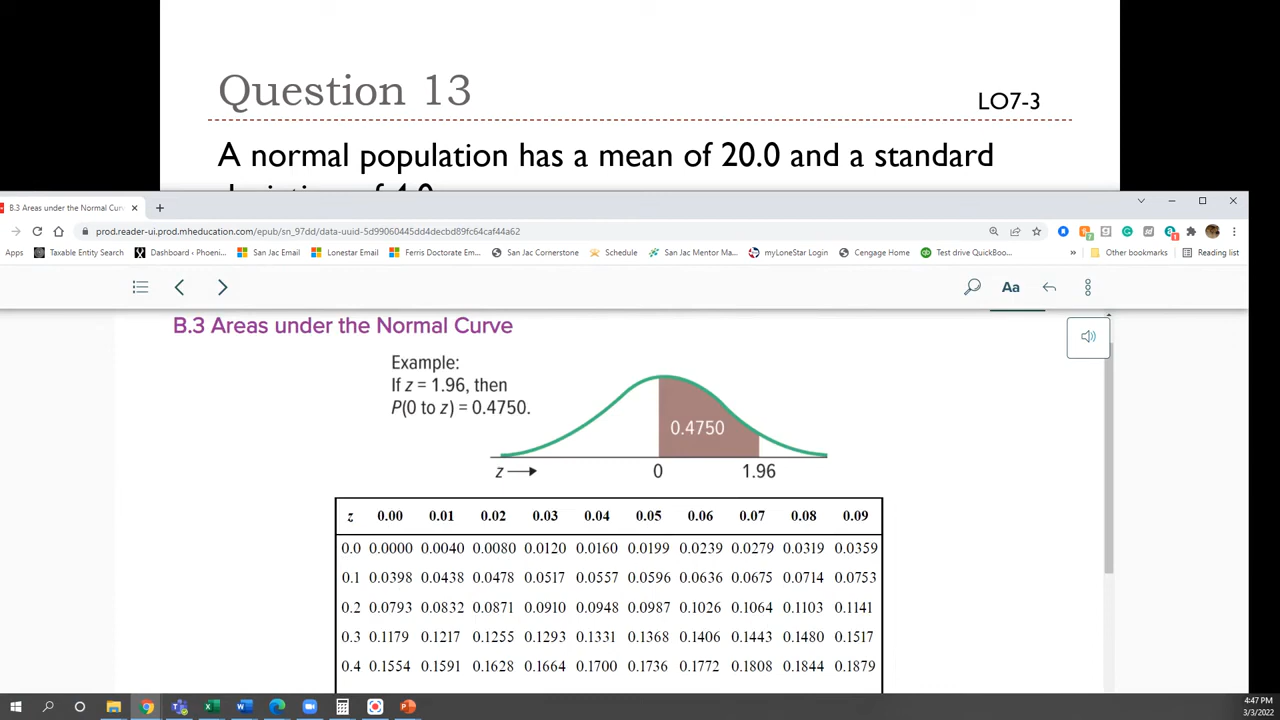 Question 13
LO7-3
A normal population has a mean of 20.0 and a standard
deviation of 4.0
B.3 Areas under the Normal Curv
prod.reader-ui.prod.mheducation.com/epub/sn_97dd/data-uuid-5d99060445dd4decbd89fc64caf44a62
Apps Taxable Entity Search Dashboard ‹ Phoeni... San Jac Email Lonestar Email Ferris Doctorate Em... San Jac Cornerstone Schedule San Jac Mentor Ma... myLoneStar Login Cengage Home Test drive QuickBoo... » Other bookmarks Reading list
Aa
B.3 Areas under the Normal Curve
Example:
If z = 1.96, then
P(0 to z) = 0.4750.
0.4750
z 0 1.96
z 0.00 0.01 0.02 0.03 0.04 0.05 0.06 0.07 0.08 0.09
0.0 0.0000 0.0040 0.0080 0.0120 0.0160 0.0199 0.0239 0.0279 0.0319 0.0359
0.1 0.0398 0.0438 0.0478 0.0517 0.0557 0.0596 0.0636 0.0675 0.0714 0.0753
0.2 0.0793 0.0832 0.0871 0.0910 0.0948 0.0987 0.1026 0.1064 0.1103 0.1141
0.3 0.1179 0.1217 0.1255 0.1293 0.1331 0.1368 0.1406 0.1443 0.1480 0.1517
0.4 0.1554 0.1591 0.1628 0.1664 0.1700 0.1736 0.1772 0.1808 0.1844 0.1879
4:47 PM
3/3/2022